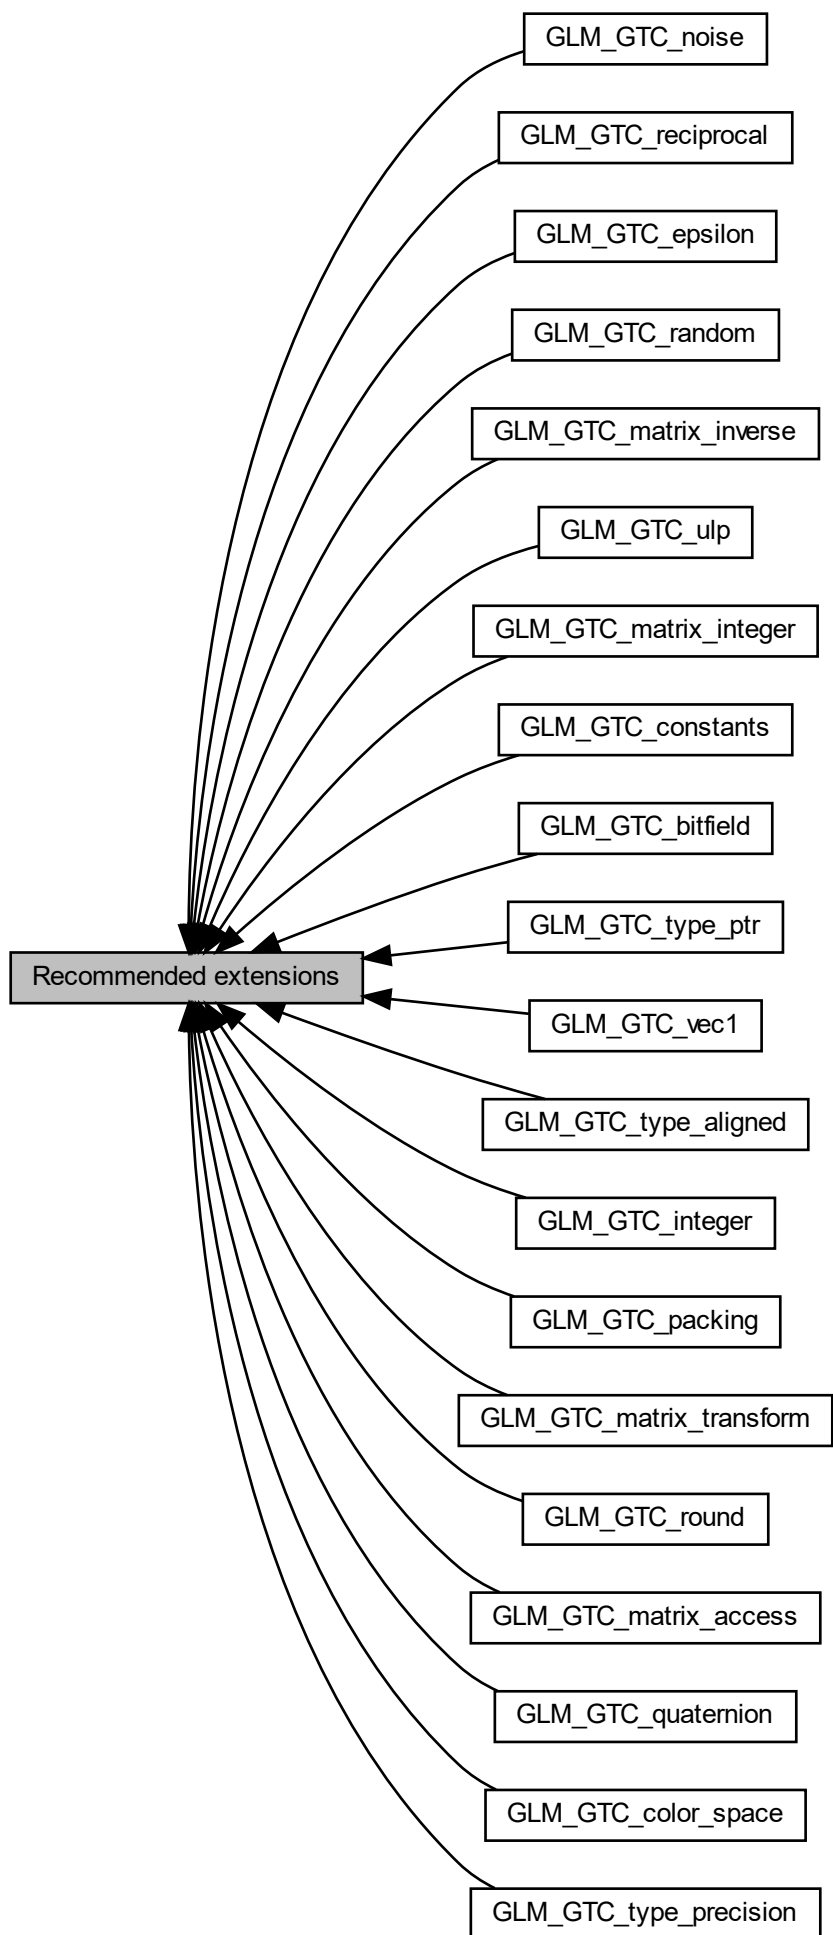 GLM_GTC_noise
GLM_GTC_reciprocal
GLM_GTC_epsilon
GLM_GTC_random
GLM_GTC_matrix_inverse
GLM_GTC_ulp
GLM_GTC_matrix_integer
GLM_GTC_constants
GLM_GTC_bitfield
GLM_GTC_type_ptr
Recommended extensions
GLM_GTC_vec1
GLM_GTC_type_aligned
GLM_GTC_integer
GLM_GTC_packing
GLM_GTC_matrix_transform
GLM_GTC_round
GLM_GTC_matrix_access
GLM_GTC_quaternion
GLM_GTC_color_space
GLM_GTC_type_precision